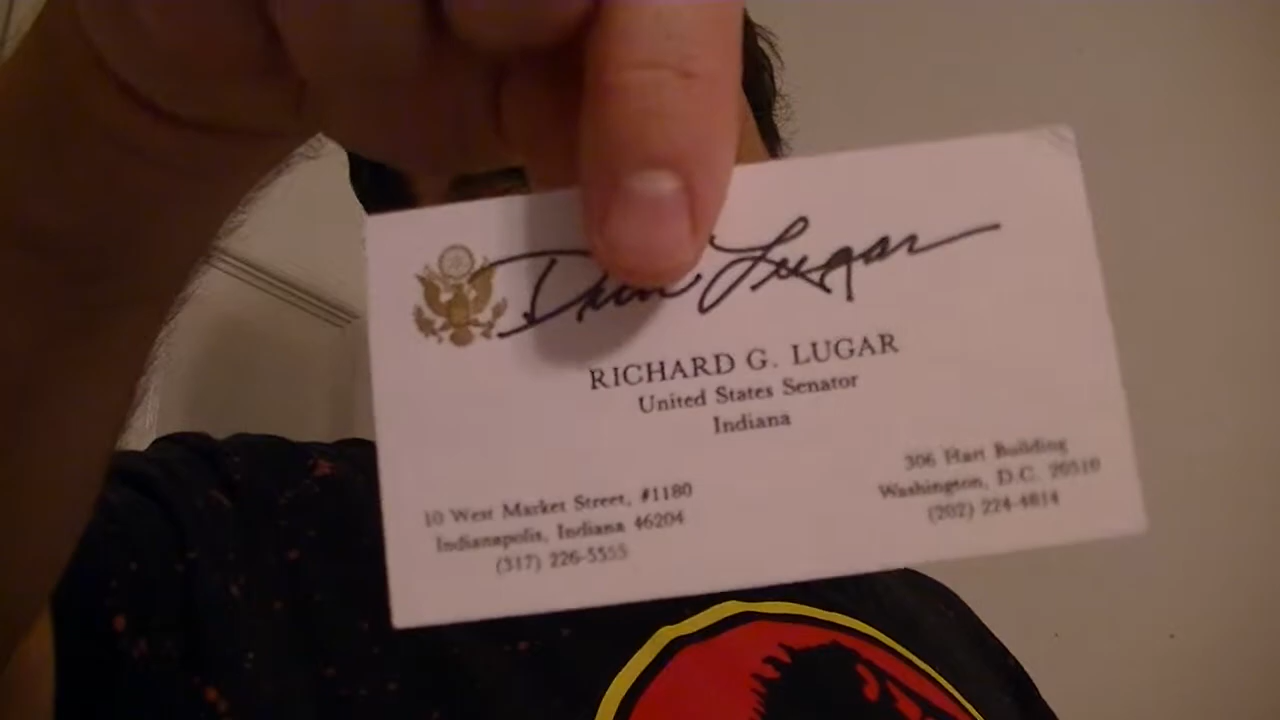 Dick Lugar
RICHARD G. LUGAR
United States Senator
Indiana
10 West Market Street, #1180
Indianapolis, Indiana 46204
(317) 226-5555
306 Hart Building
Washington, D.C. 20510
(202) 224-4814